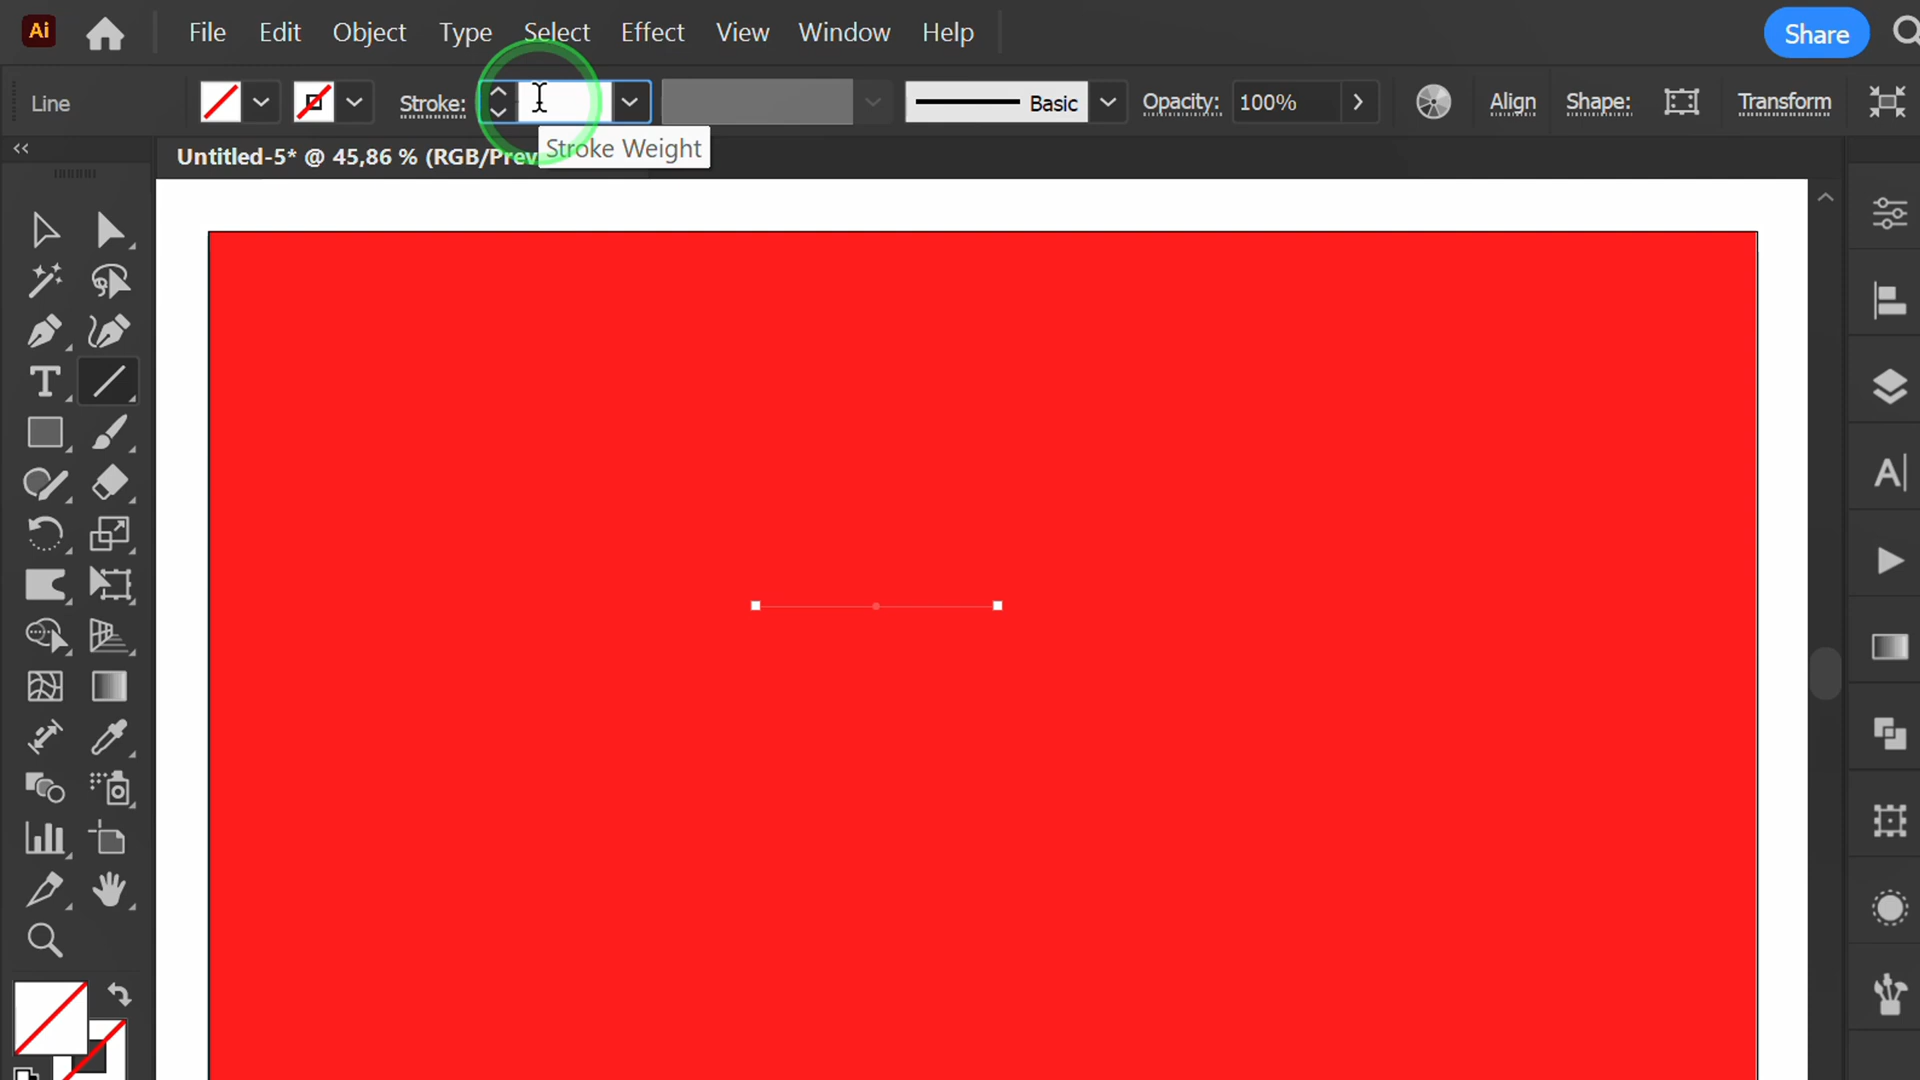 Ai File Edit Object Type Select Effect View Window Help Share
Line Stroke: Basic Opacity: 100% Align Shape: Transform
Stroke Weight
Untitled-5* @ 45,86 % (RGB/Prev